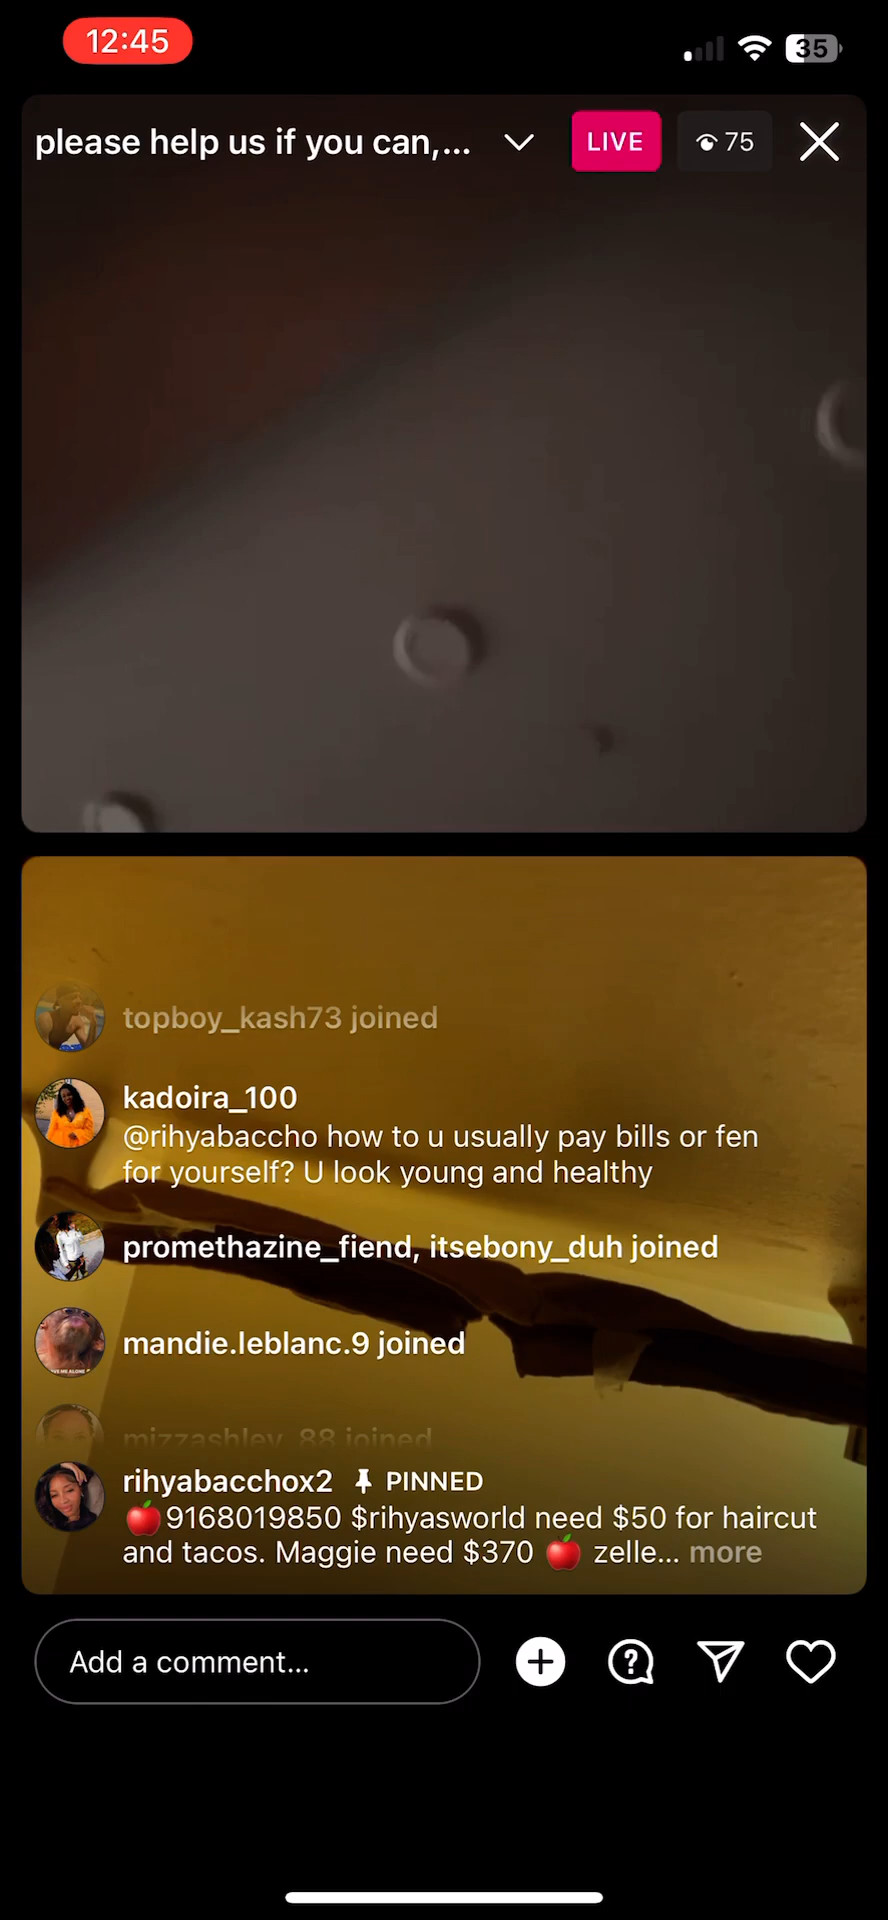 12:45
35
please help us if you can,...
LIVE
75
topboy_kash73 joined
kadoira_100
@rihyabaccho how to u usually pay bills or fen
for yourself? U look young and healthy
promethazine_fiend, itsebony_duh joined
mandie.leblanc.9 joined
mizzashley_88 joined
rihyabacchox2 PINNED
🍎9168019850 $rihyasworld need $50 for haircut
and tacos. Maggie need $370 🍎 zelle... more
Add a comment...